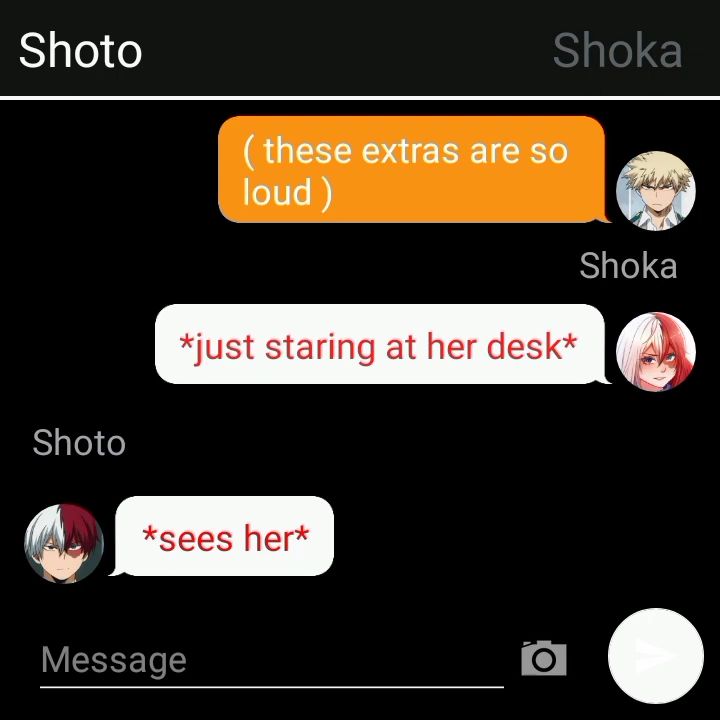 Shoto
Shoka
( these extras are so
loud )
Shoka
*just staring at her desk*
Shoto
*sees her*
Message